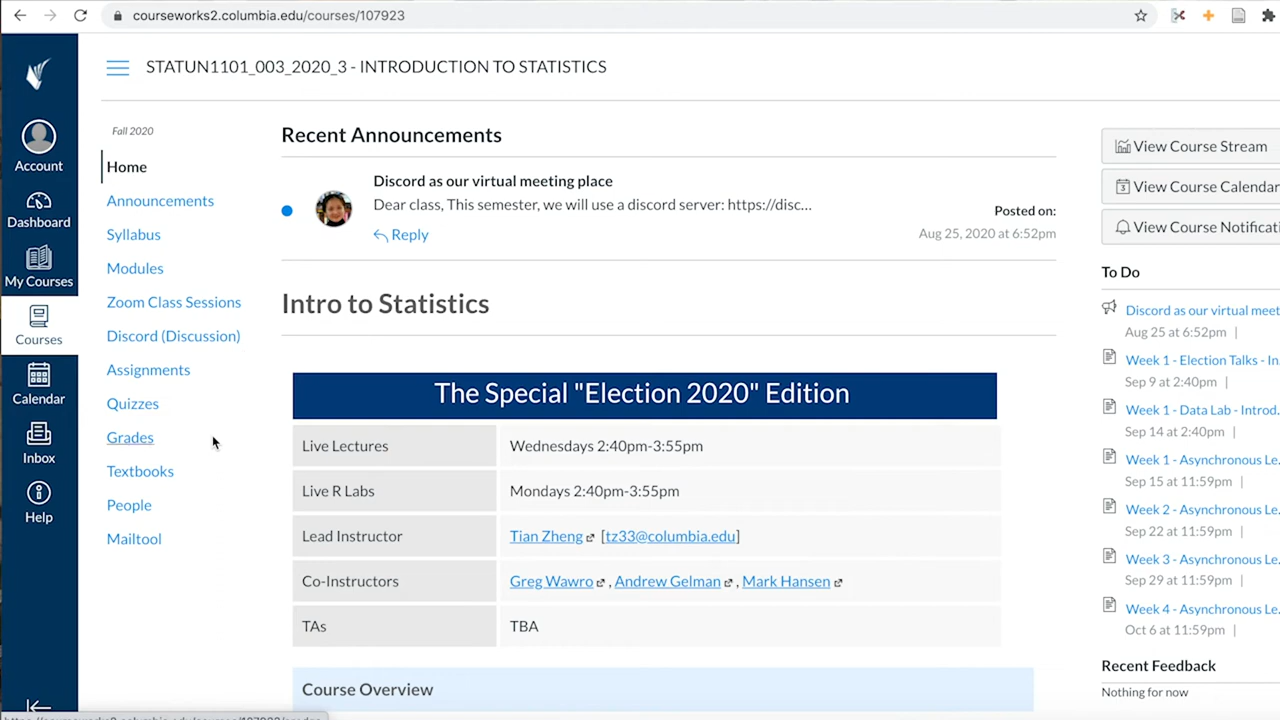 courseworks2.columbia.edu/courses/107923
STATUN1101_003_2020_3 - INTRODUCTION TO STATISTICS
Account
Dashboard
My Courses
Courses
Calendar
Inbox
Help
Fall 2020
Home
Announcements
Syllabus
Modules
Zoom Class Sessions
Discord (Discussion)
Assignments
Quizzes
Grades
Textbooks
People
Mailtool
Recent Announcements
Discord as our virtual meeting place
Dear class, This semester, we will use a discord server: https://disc...
Reply
Posted on:
Aug 25, 2020 at 6:52pm
Intro to Statistics
The Special "Election 2020" Edition
Live Lectures Wednesdays 2:40pm-3:55pm
Live R Labs Mondays 2:40pm-3:55pm
Lead Instructor Tian Zheng [tz33@columbia.edu]
Co-Instructors Greg Wawro , Andrew Gelman , Mark Hansen
TAs TBA
Course Overview
View Course Stream
View Course Calendar
View Course Notificati
To Do
Discord as our virtual meet
Aug 25 at 6:52pm |
Week 1 - Election Talks - In.
Sep 9 at 2:40pm |
Week 1 - Data Lab - Introd.
Sep 14 at 2:40pm |
Week 1 - Asynchronous Le.
Sep 15 at 11:59pm |
Week 2 - Asynchronous Le.
Sep 22 at 11:59pm |
Week 3 - Asynchronous Le.
Sep 29 at 11:59pm |
Week 4 - Asynchronous Le.
Oct 6 at 11:59pm |
Recent Feedback
Nothing for now